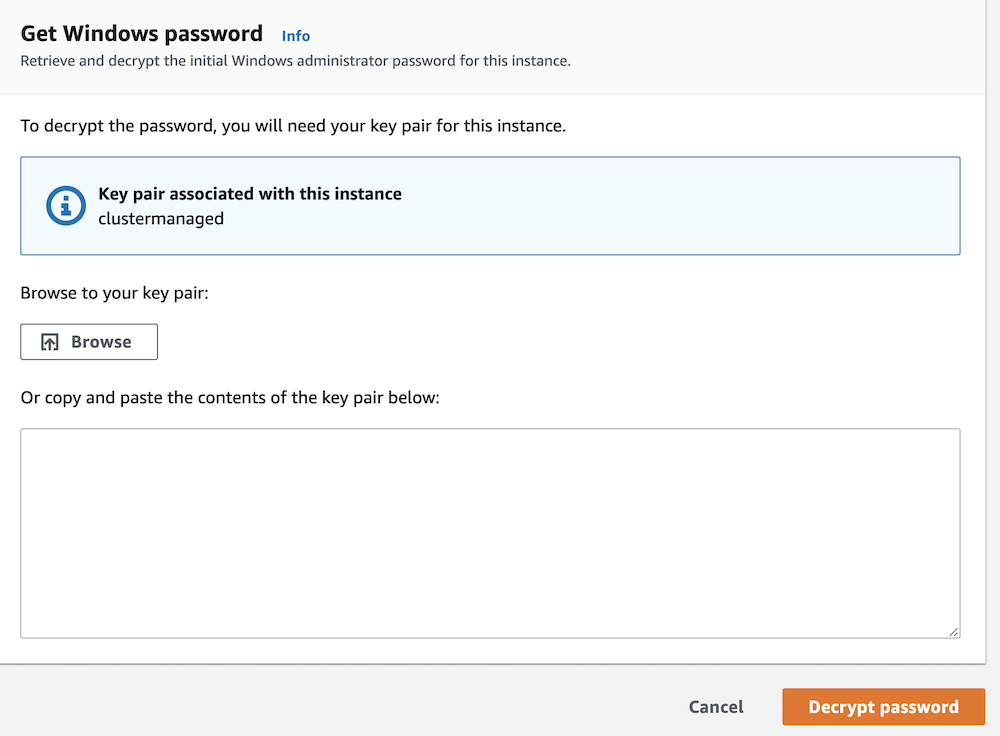 Get Windows password Info
Retrieve and decrypt the initial Windows administrator password for this instance.
To decrypt the password, you will need your key pair for this instance.
Key pair associated with this instance
clustermanaged
Browse to your key pair:
Browse
Or copy and paste the contents of the key pair below:
Cancel Decrypt password